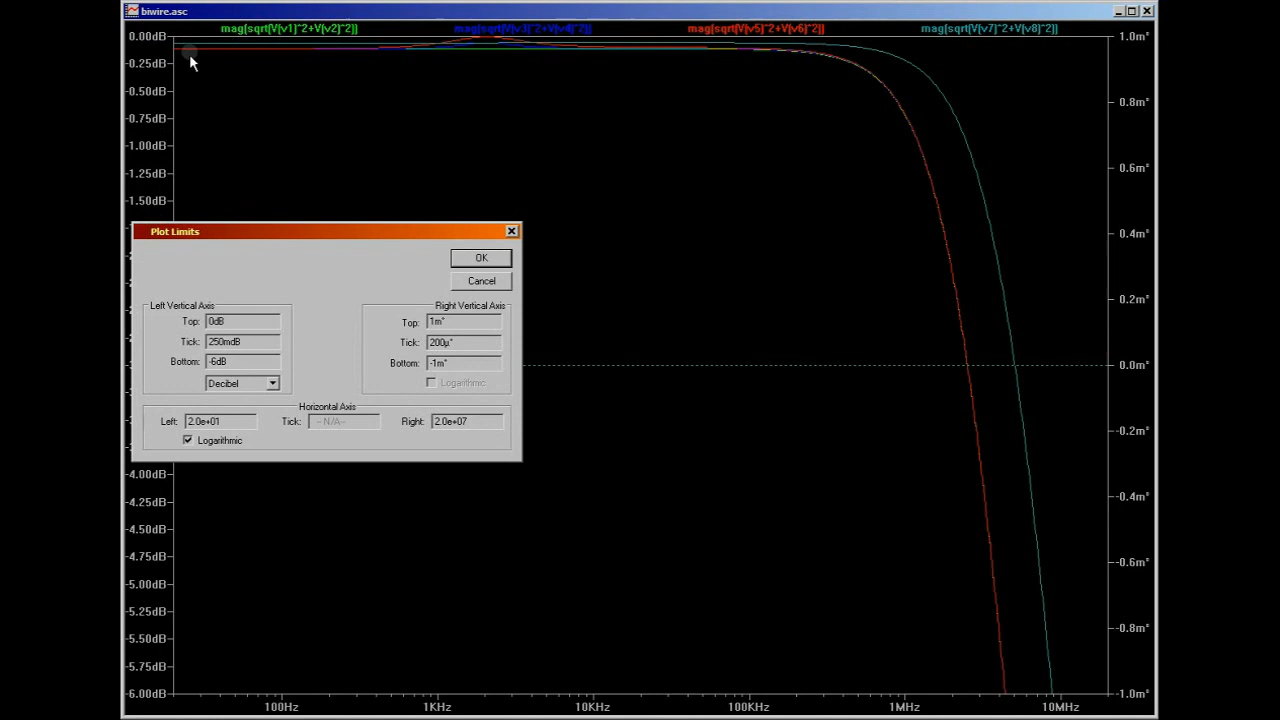 biwire.asc
mag(sqrt(V(v1)^2+V(v2)^2)) mag(sqrt(V(v3)^2+V(v4)^2)) mag(sqrt(V(v5)^2+V(v6)^2)) mag(sqrt(V(v7)^2+V(v8)^2))
0.00dB 1.0m°
-0.25dB
-0.50dB 0.8m°
-0.75dB
-1.00dB 0.6m°
-1.25dB
-1.50dB 0.4m°
Plot Limits
OK
Cancel
0.2m°
Left Vertical Axis Right Vertical Axis
Top: 0dB Top: 1m°
Tick: 250mdB Tick: 200µ°
Bottom: -6dB Bottom: -1m°
0.0m°
Decibel Logarithmic
Horizontal Axis
Left: 2.0e+01 Tick: --N/A-- Right: 2.0e+07
Logarithmic
-0.2m°
-4.00dB
-4.25dB -0.4m°
-4.50dB
-4.75dB -0.6m°
-5.00dB
-5.25dB
-5.50dB -0.8m°
-5.75dB
-6.00dB -1.0m°
100Hz 1KHz 10KHz 100KHz 1MHz 10MHz